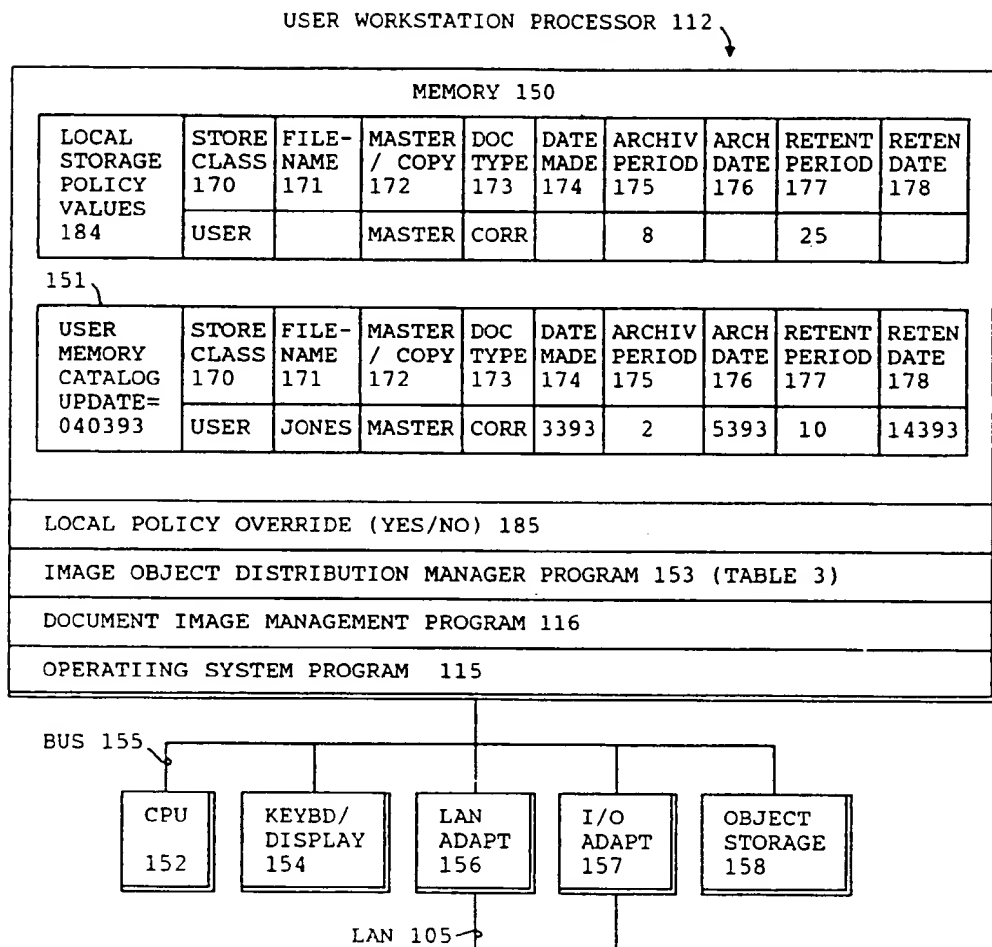 USER WORKSTATION PROCESSOR 112
MEMORY 150
LOCAL STORAGE POLICY VALUES 184
STORE CLASS 170
FILE-NAME 171
MASTER / COPY 172
DOC TYPE 173
DATE MADE 174
ARCHIV PERIOD 175
ARCH DATE 176
RETENT PERIOD 177
RETEN DATE 178
USER MASTER CORR 8 25
151
USER MEMORY CATALOG UPDATE= 040393
STORE CLASS 170
FILE-NAME 171
MASTER / COPY 172
DOC TYPE 173
DATE MADE 174
ARCHIV PERIOD 175
ARCH DATE 176
RETENT PERIOD 177
RETEN DATE 178
USER JONES MASTER CORR 3393 2 5393 10 14393
LOCAL POLICY OVERRIDE (YES/NO) 185
IMAGE OBJECT DISTRIBUTION MANAGER PROGRAM 153 (TABLE 3)
DOCUMENT IMAGE MANAGEMENT PROGRAM 116
OPERATIING SYSTEM PROGRAM 115
BUS 155
CPU 152
KEYBD/ DISPLAY 154
LAN ADAPT 156
I/O ADAPT 157
OBJECT STORAGE 158
LAN 105